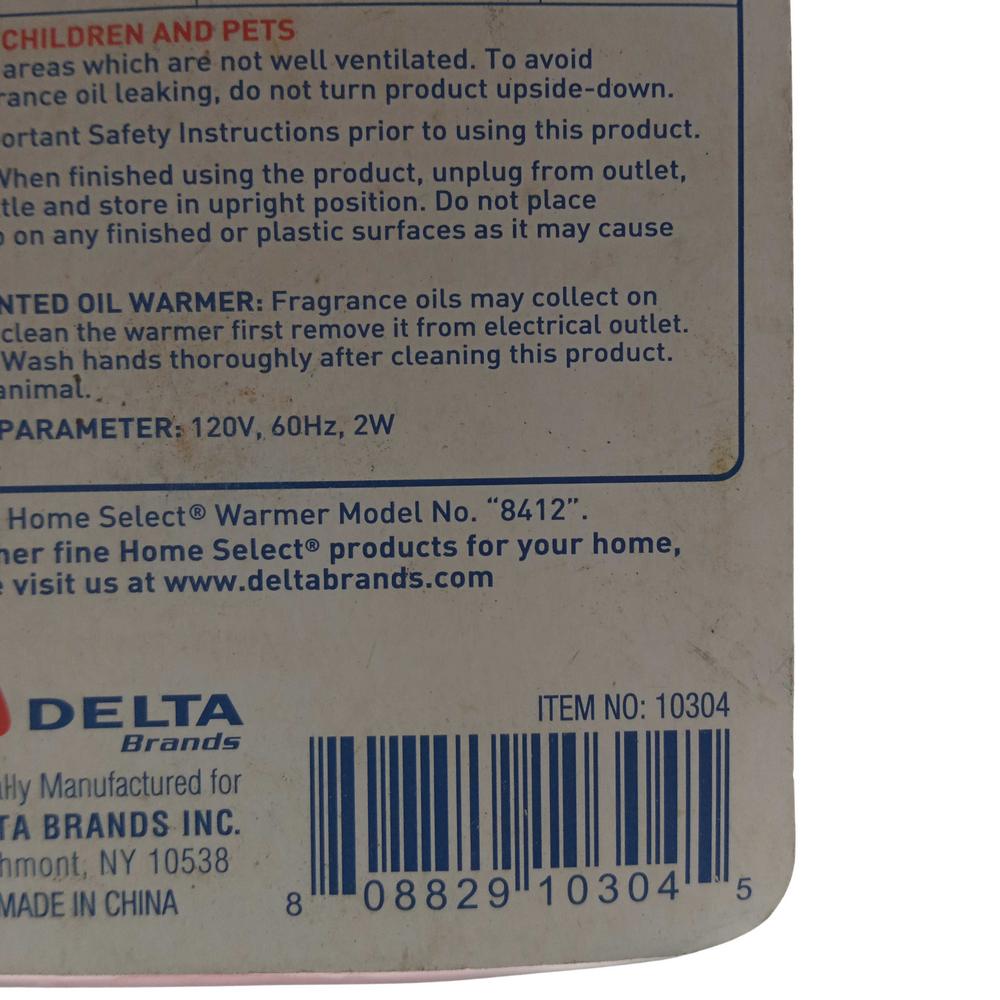 CHILDREN AND PETS
areas which are not well ventilated. To avoid
rance oil leaking, do not turn product upside-down.
ortant Safety Instructions prior to using this product.
When finished using the product, unplug from outlet,
tle and store in upright position. Do not place
on any finished or plastic surfaces as it may cause
NTED OIL WARMER: Fragrance oils may collect on
clean the warmer first remove it from electrical outlet.
Wash hands thoroughly after cleaning this product.
animal.
PARAMETER: 120V, 60Hz, 2W
Home Select® Warmer Model No. “8412”.
her fine Home Select® products for your home,
e visit us at www.deltabrands.com
DELTA
Brands
ITEM NO: 10304
lly Manufactured for
TA BRANDS INC.
hmont, NY 10538
MADE IN CHINA
8 08829 10304 5